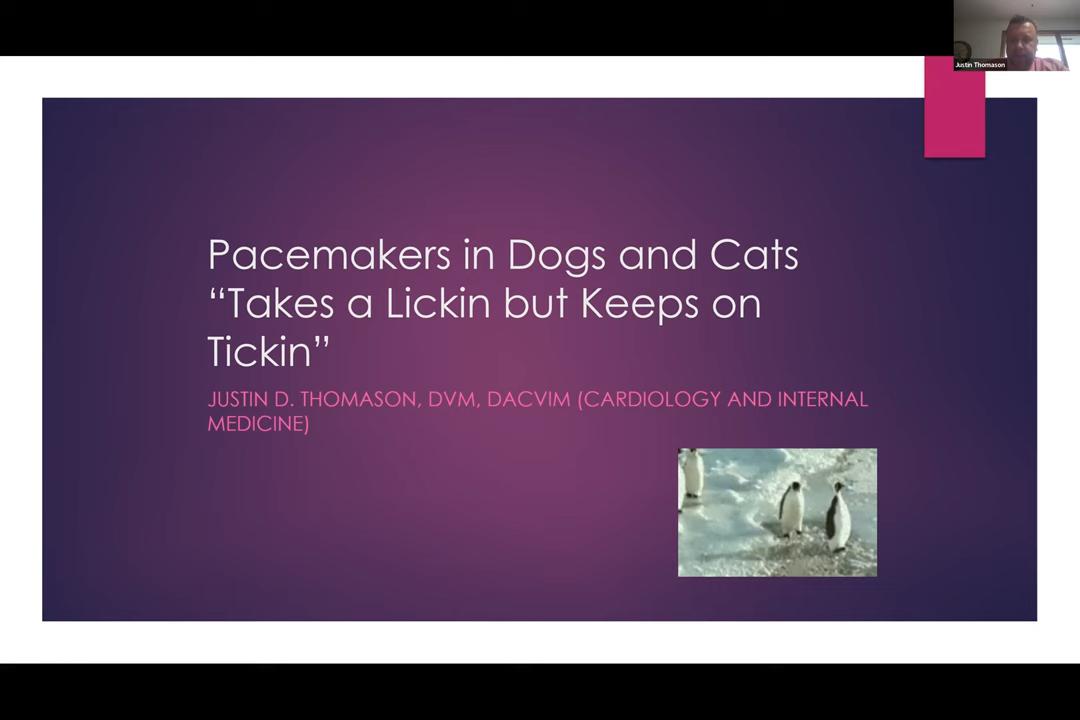 Justin Thomason
Pacemakers in Dogs and Cats
“Takes a Lickin but Keeps on
Tickin”
JUSTIN D. THOMASON, DVM, DACVIM (CARDIOLOGY AND INTERNAL
MEDICINE)